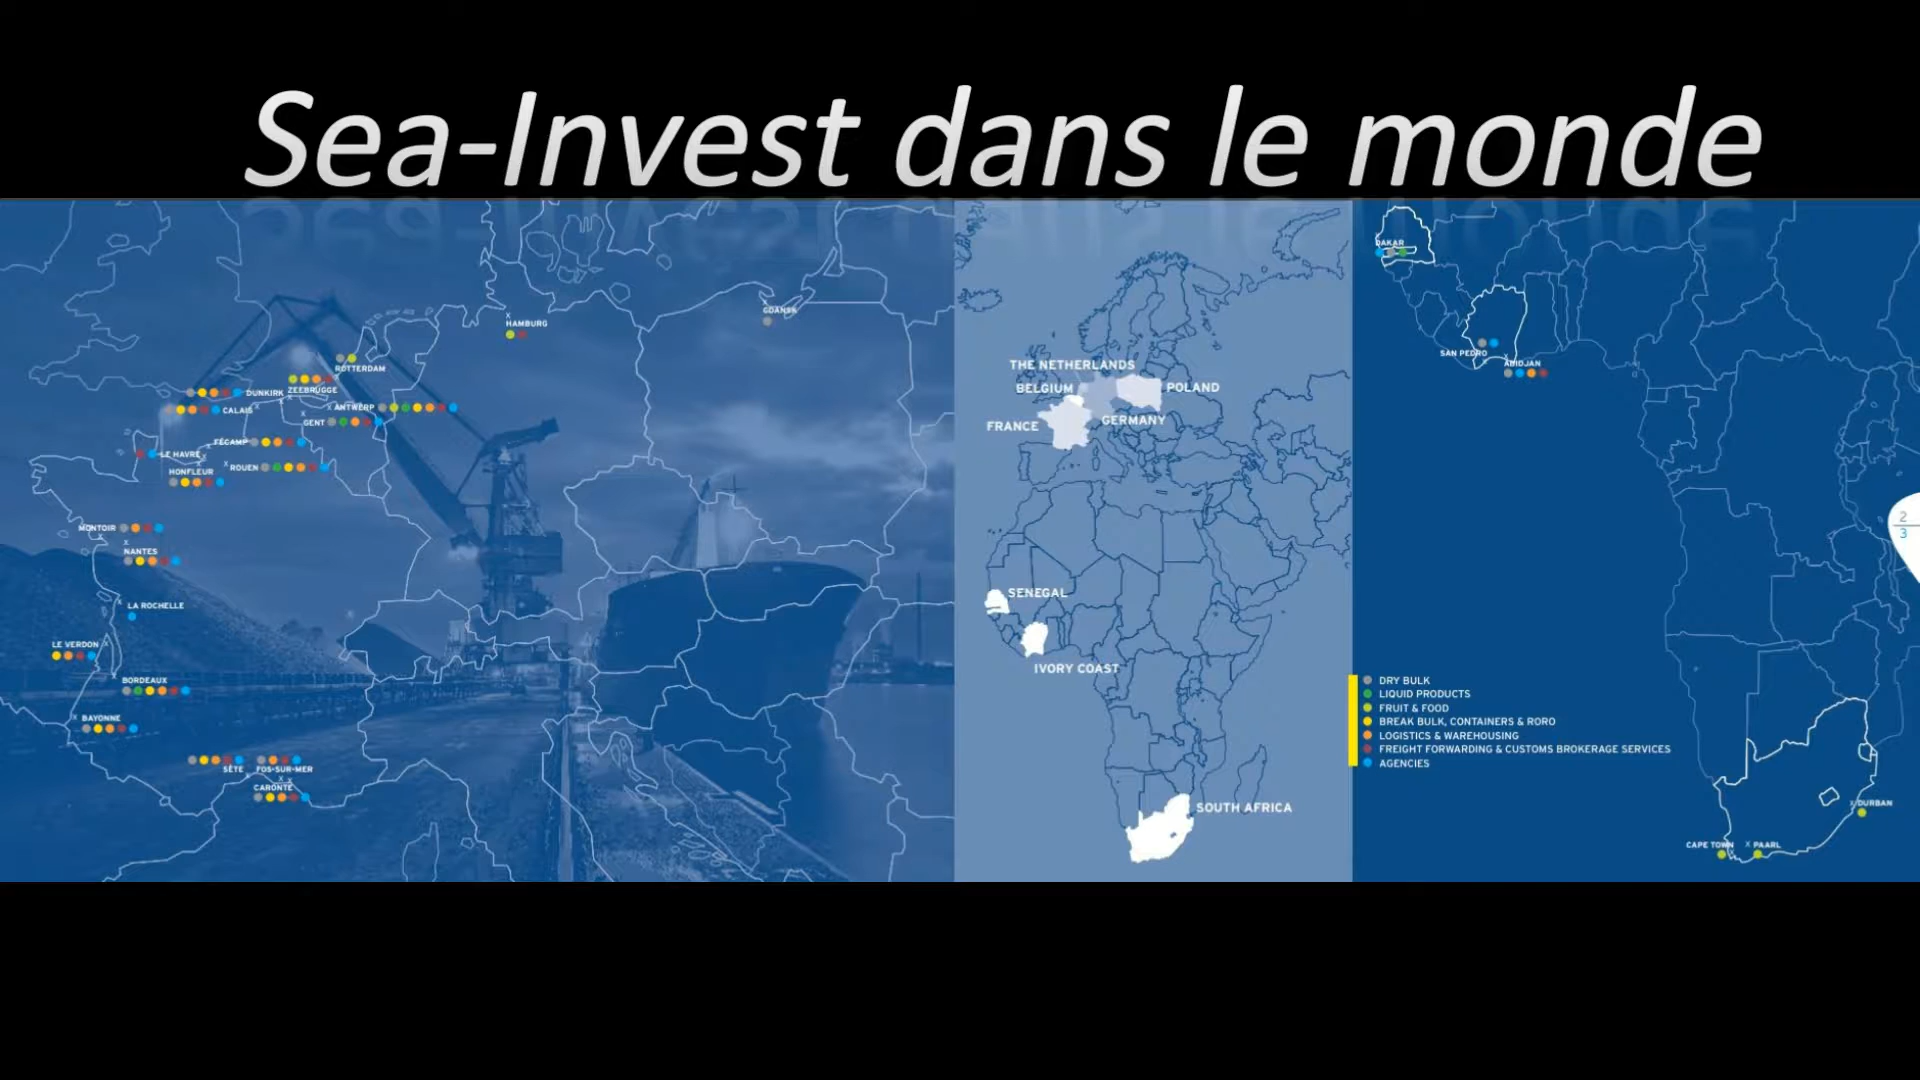 Sea-Invest dans le monde
HAMBURG
GDANSK
ROTTERDAM
ZEEBRUGGE
DUNKIRK
CALAIS
ANTWERP
GENT
FÉCAMP
LE HAVRE
ROUEN
HONFLEUR
MONTOIR
NANTES
LA ROCHELLE
LE VERDON
BORDEAUX
BAYONNE
SÈTE
FOS-SUR-MER
CARONTE
THE NETHERLANDS
BELGIUM
POLAND
FRANCE
GERMANY
SENEGAL
IVORY COAST
SOUTH AFRICA
DAKAR
SAN PEDRO
ABIDJAN
2
3
DRY BULK
LIQUID PRODUCTS
FRUIT & FOOD
BREAK BULK, CONTAINERS & RORO
LOGISTICS & WAREHOUSING
FREIGHT FORWARDING & CUSTOMS BROKERAGE SERVICES
AGENCIES
DURBAN
CAPE TOWN
PAARL